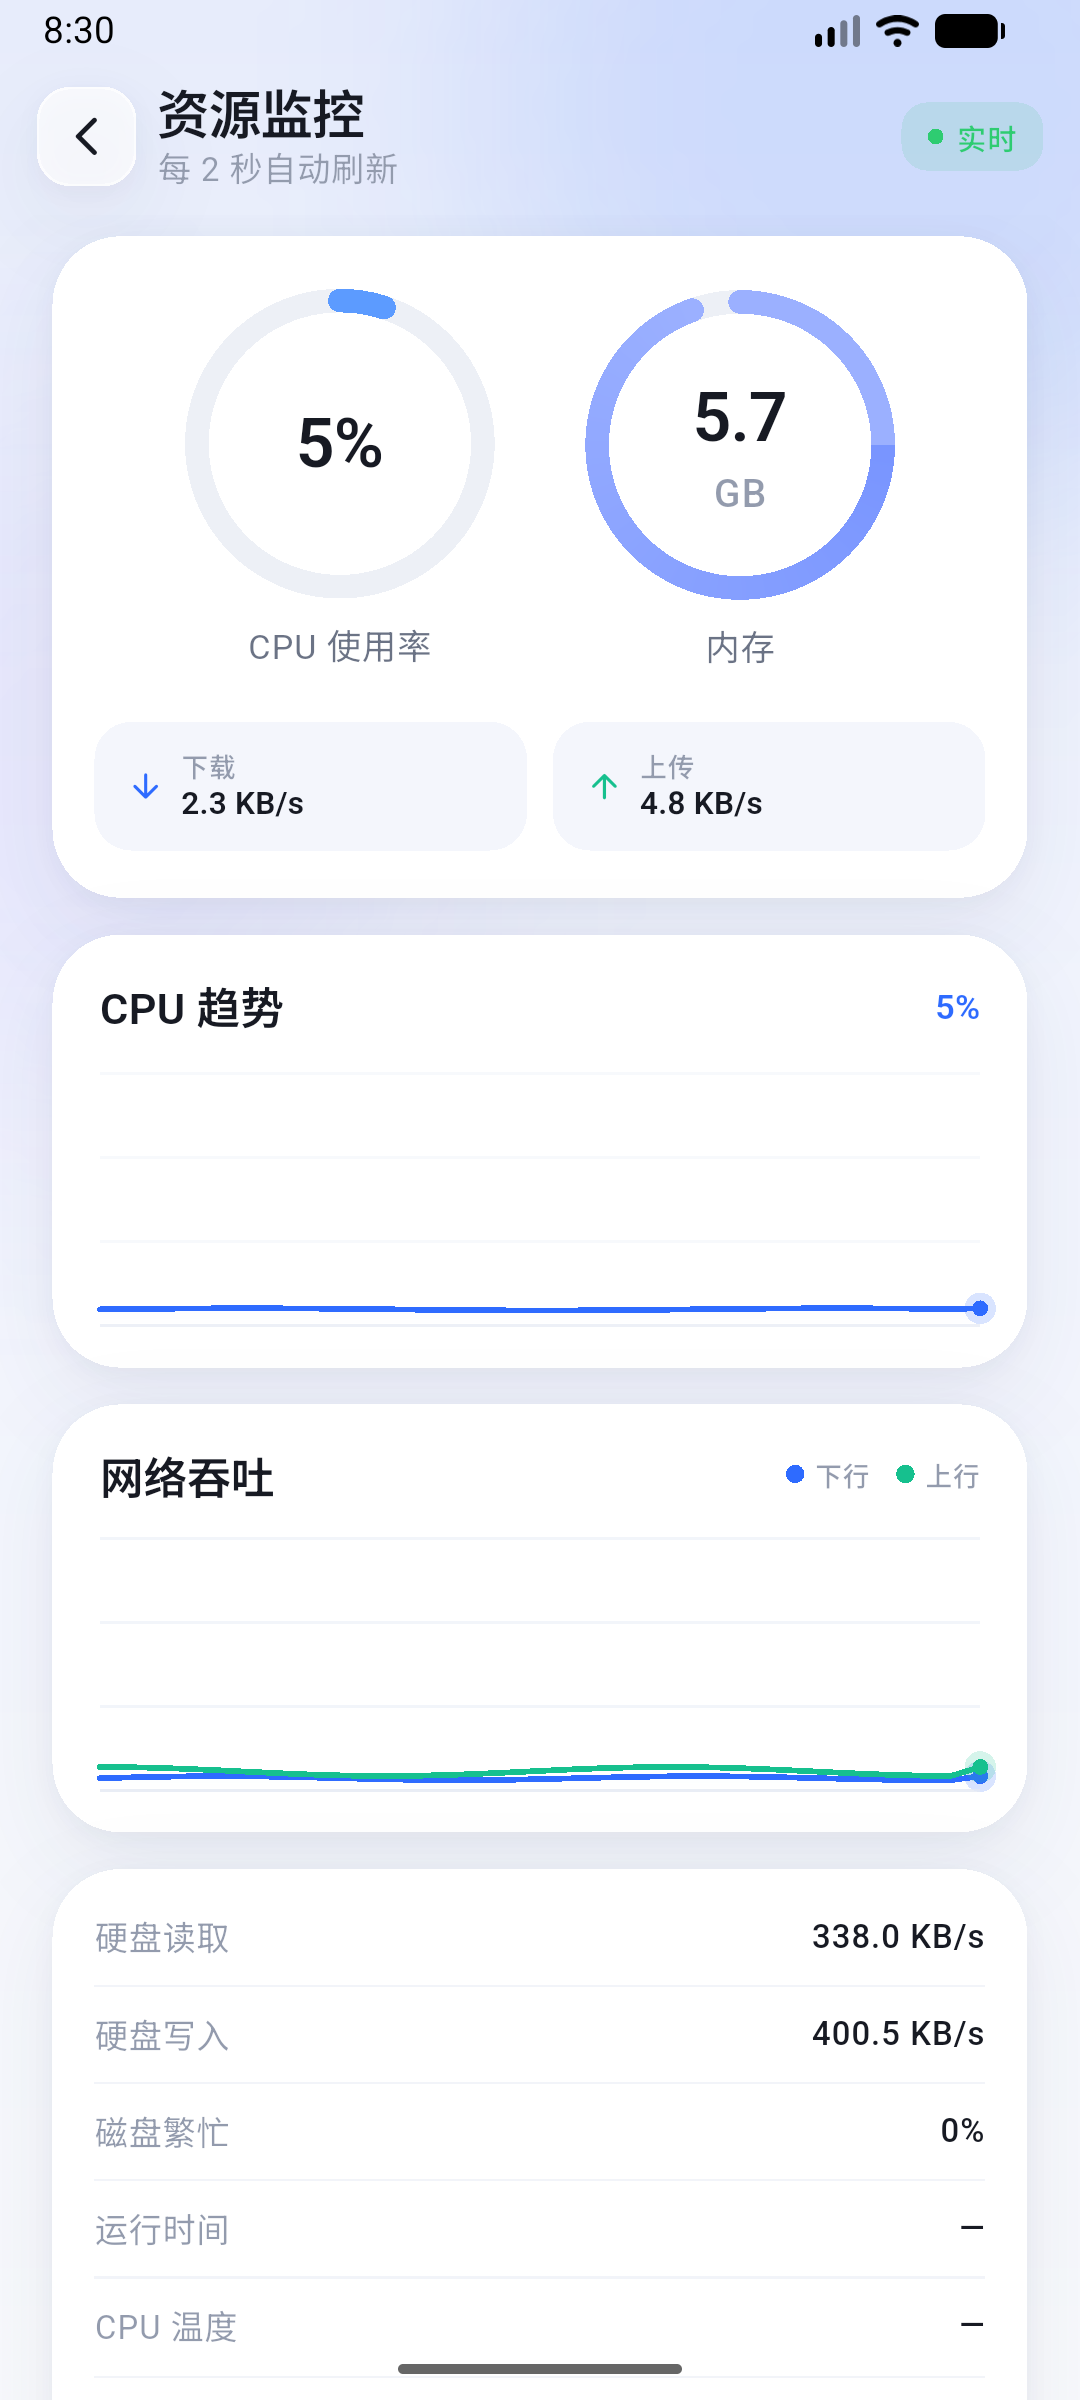 8:30
资源监控
每 2 秒自动刷新
实时
5%
CPU 使用率
5.7
GB
内存
下载
2.3 KB/s
上传
4.8 KB/s
CPU 趋势
5%
网络吞吐
下行
上行
硬盘读取
338.0 KB/s
硬盘写入
400.5 KB/s
磁盘繁忙
0%
运行时间
—
CPU 温度
—